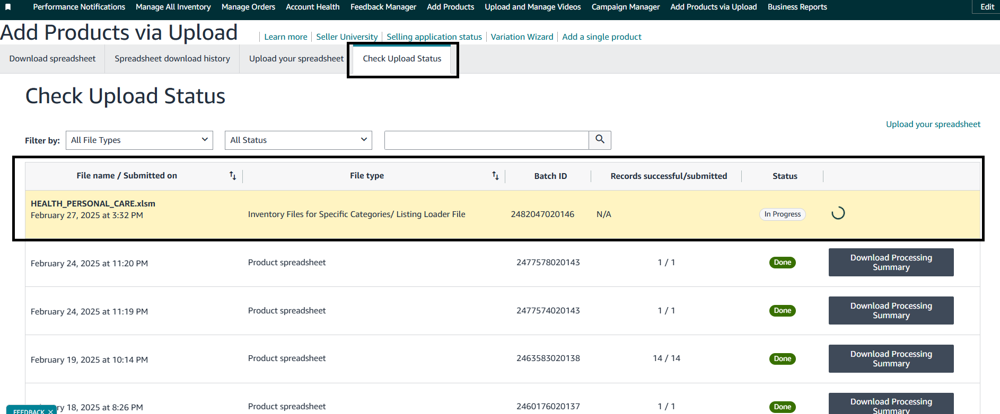 Performance Notifications Manage All Inventory Manage Orders Account Health Feedback Manager Add Products Upload and Manage Videos Campaign Manager Add Products via Upload Business Reports Edit
Add Products via Upload Learn more Seller University Selling application status Variation Wizard Add a single product
Download spreadsheet Spreadsheet download history Upload your spreadsheet Check Upload Status
Check Upload Status
Upload your spreadsheet
Filter by: All File Types All Status
File name / Submitted on File type Batch ID Records successful/submitted Status
HEALTH_PERSONAL_CARE.xlsm
February 27, 2025 at 3:32 PM Inventory Files for Specific Categories/ Listing Loader File 2482047020146 N/A In Progress
February 24, 2025 at 11:20 PM Product spreadsheet 2477578020143 1 / 1 Done Download Processing
Summary
February 24, 2025 at 11:19 PM Product spreadsheet 2477574020143 1 / 1 Done Download Processing
Summary
February 19, 2025 at 10:14 PM Product spreadsheet 2463583020138 14 / 14 Done Download Processing
Summary
ry 18, 2025 at 8:26 PM Product spreadsheet 2460176020137 1 / 1 Done Download Processing
Summary
FEEDBACK